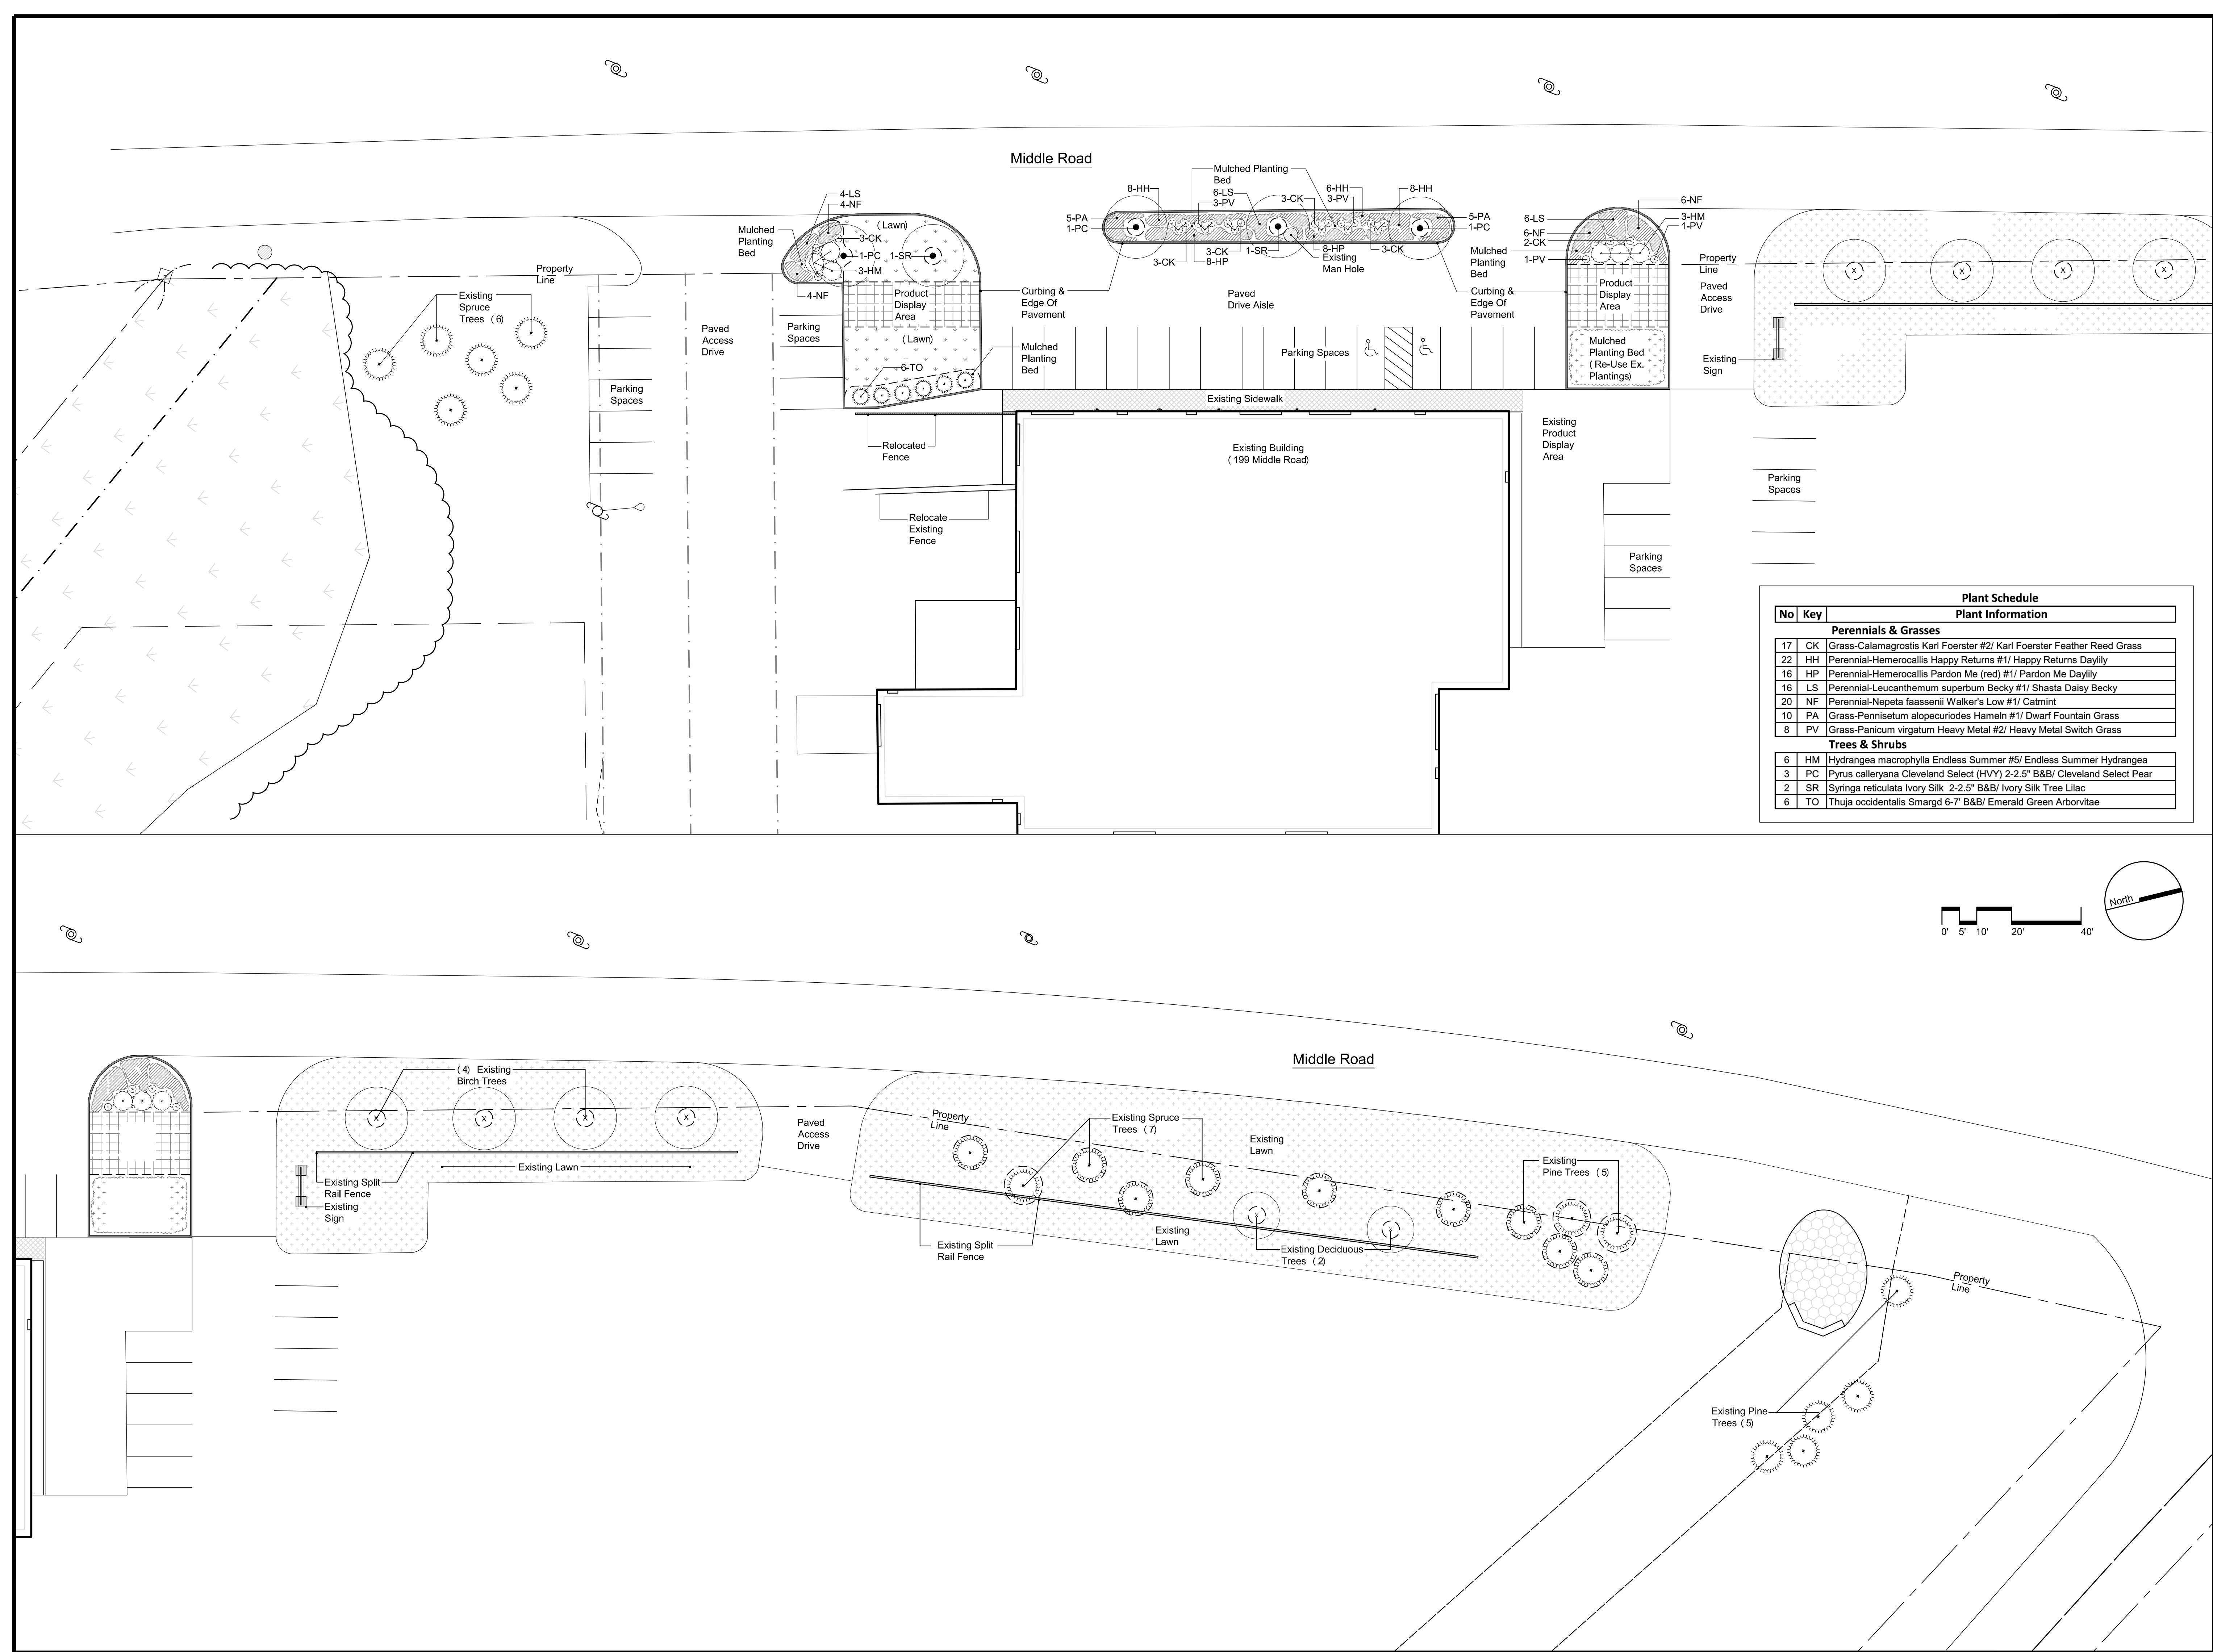 Middle Road
4-LS
4-NF
(Lawn)
Mulched
Planting
Bed
3-CK
1-PC
1-SR
3-HM
4-NF
Property
Line
Existing
Spruce
Trees (6)
Paved
Access
Drive
Parking
Spaces
Parking
Spaces
Product
Display
Area
(Lawn)
6-TO
Mulched
Planting
Bed
Curbing &
Edge Of
Pavement
Relocated
Fence
Relocate
Existing
Fence
8-HH
5-PA
1-PC
Mulched Planting
Bed
6-LS
3-PV
3-CK
6-HH
3-PV
8-HH
5-PA
1-PC
3-CK
3-CK
8-HP
1-SR
8-HP
Existing
Man Hole
3-CK
Paved
Drive Aisle
Parking Spaces
Existing Sidewalk
Existing Building
(199 Middle Road)
Curbing &
Edge Of
Pavement
6-LS
6-NF
2-CK
Mulched
Planting
Bed
1-PV
6-NF
3-HM
1-PV
Product
Display
Area
Mulched
Planting Bed
(Re-Use Ex.
Plantings)
Property
Line
Paved
Access
Drive
Existing
Sign
X
X
X
X
Existing
Product
Display
Area
Parking
Spaces
Parking
Spaces
Plant Schedule
No Key Plant Information
Perennials & Grasses
17 CK Grass-Calamagrostis Karl Foerster #2/ Karl Foerster Feather Reed Grass
22 HH Perennial-Hemerocallis Happy Returns #1/ Happy Returns Daylily
16 HP Perennial-Hemerocallis Pardon Me (red) #1/ Pardon Me Daylily
16 LS Perennial-Leucanthemum superbum Becky #1/ Shasta Daisy Becky
20 NF Perennial-Nepeta faassenii Walker's Low #1/ Catmint
10 PA Grass-Pennisetum alopecuriodes Hameln #1/ Dwarf Fountain Grass
8 PV Grass-Panicum virgatum Heavy Metal #2/ Heavy Metal Switch Grass
Trees & Shrubs
6 HM Hydrangea macrophylla Endless Summer #5/ Endless Summer Hydrangea
3 PC Pyrus calleryana Cleveland Select (HVY) 2-2.5" B&B/ Cleveland Select Pear
2 SR Syringa reticulata Ivory Silk 2-2.5" B&B/ Ivory Silk Tree Lilac
6 TO Thuja occidentalis Smargd 6-7' B&B/ Emerald Green Arborvitae
0' 5' 10' 20' 40'
North
Middle Road
(4) Existing
Birch Trees
X
X
X
X
Existing Lawn
Existing Split
Rail Fence
Existing
Sign
Paved
Access
Drive
Property
Line
Existing Spruce
Trees (7)
Existing
Lawn
Existing
Pine Trees (5)
X
X
Existing
Lawn
Existing Split
Rail Fence
Existing Deciduous
Trees (2)
Property
Line
Existing Pine
Trees (5)